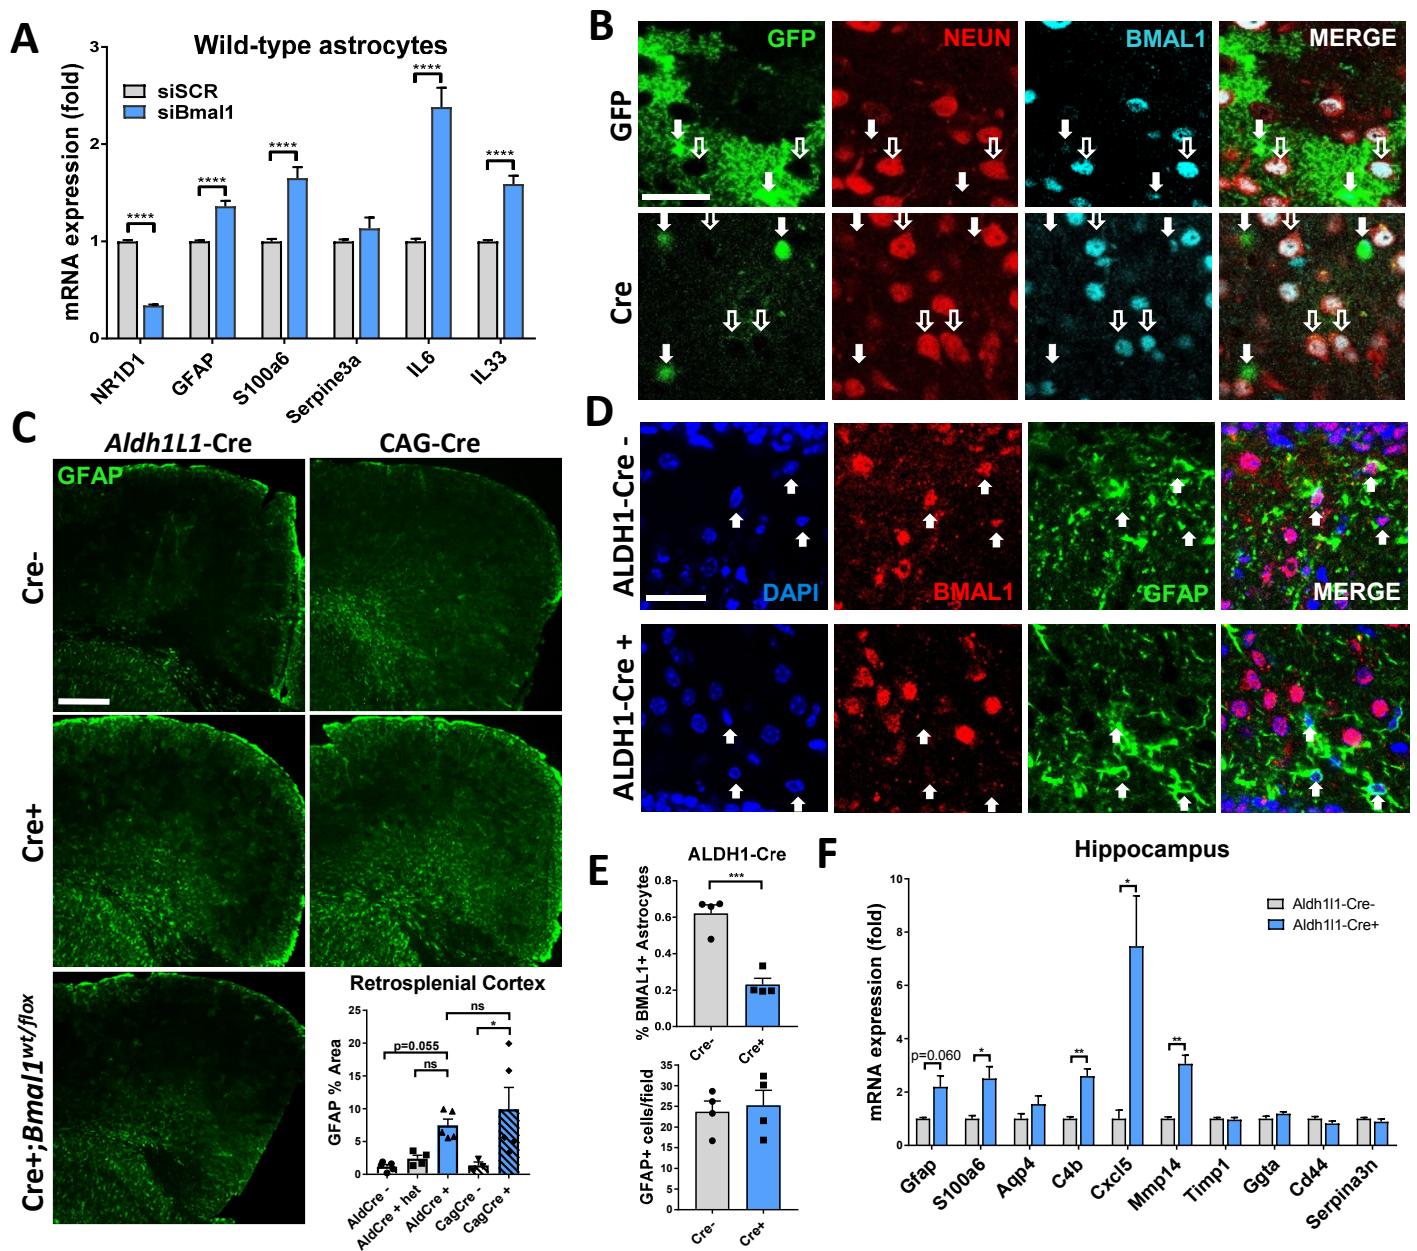 A
Wild-type astrocytes
mRNA expression (fold)
3
2
1
0
siSCR
siBmal1
****
****
****
****
****
NR1D1
GFAP
S100a6
Serpine3a
IL6
IL33
B
GFP
NEUN
BMAL1
MERGE
GFP
Cre
C
Aldh1L1-Cre
CAG-Cre
GFAP
Cre-
Cre+
Cre+;Bmal1wt/flox
Retrosplenial Cortex
GFAP % Area
25
20
15
10
5
0
ns
*
p=0.055
ns
AldCre -
AldCre + het
AldCre +
CagCre -
CagCre +
D
ALDH1-Cre -
DAPI
BMAL1
GFAP
MERGE
ALDH1-Cre +
E
ALDH1-Cre
% BMAL1+ Astrocytes
0.8
0.6
0.4
0.2
0.0
***
Cre-
Cre+
GFAP+ cells/field
35
30
25
20
15
10
5
0
Cre-
Cre+
F
Hippocampus
mRNA expression (fold)
10
8
6
4
2
0
Aldh1l1-Cre-
Aldh1l1-Cre+
p=0.060
*
**
*
**
Gfap
S100a6
Aqp4
C4b
Cxcl5
Mmp14
Timp1
Ggta
Cd44
Serpina3n